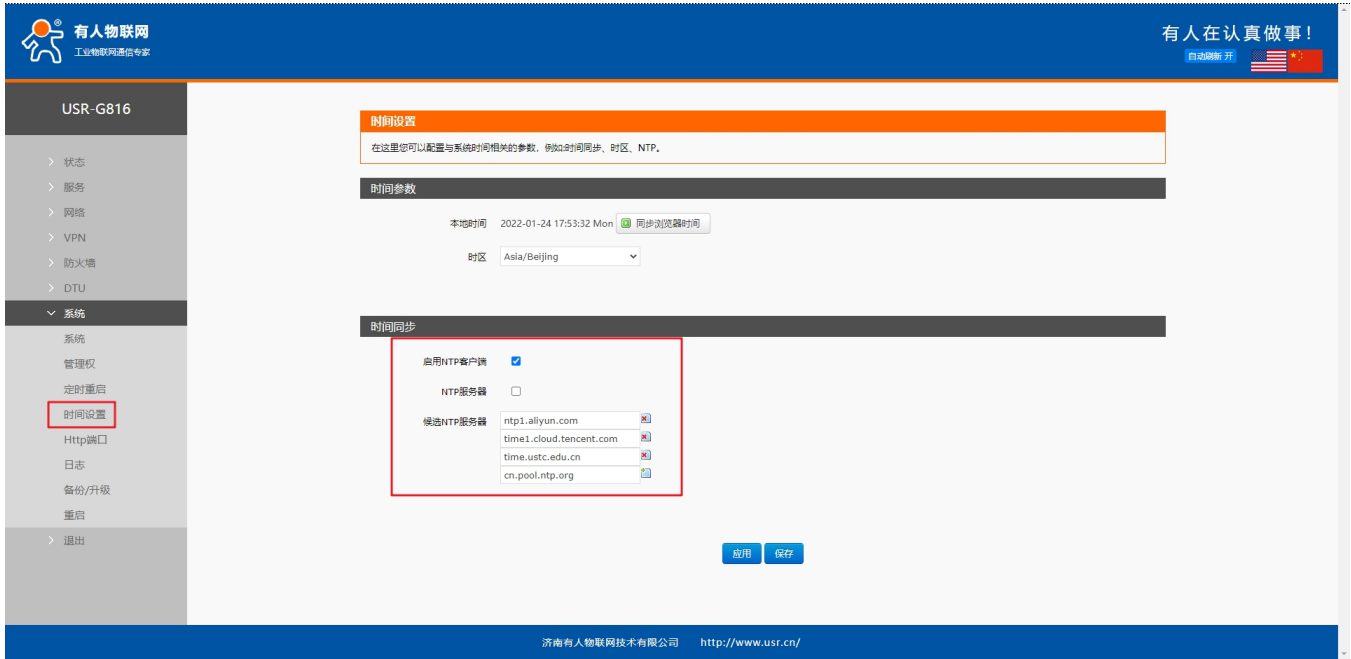 有人物联网
®
工业物联网通信专家
有人在认真做事！
自动刷新 开
USR-G816
状态
服务
网络
VPN
防火墙
DTU
系统
系统
管理权
定时重启
时间设置
Http端口
日志
备份/升级
重启
退出
时间设置
在这里您可以配置与系统时间相关的参数，例如:时间同步、时区、NTP。
时间参数
本地时间 2022-01-24 17:53:32 Mon 同步浏览器时间
时区 Asia/Beijing
时间同步
启用NTP客户端
NTP服务器
候选NTP服务器 ntp1.aliyun.com
time1.cloud.tencent.com
time.ustc.edu.cn
cn.pool.ntp.org
应用 保存
济南有人物联网技术有限公司 http://www.usr.cn/